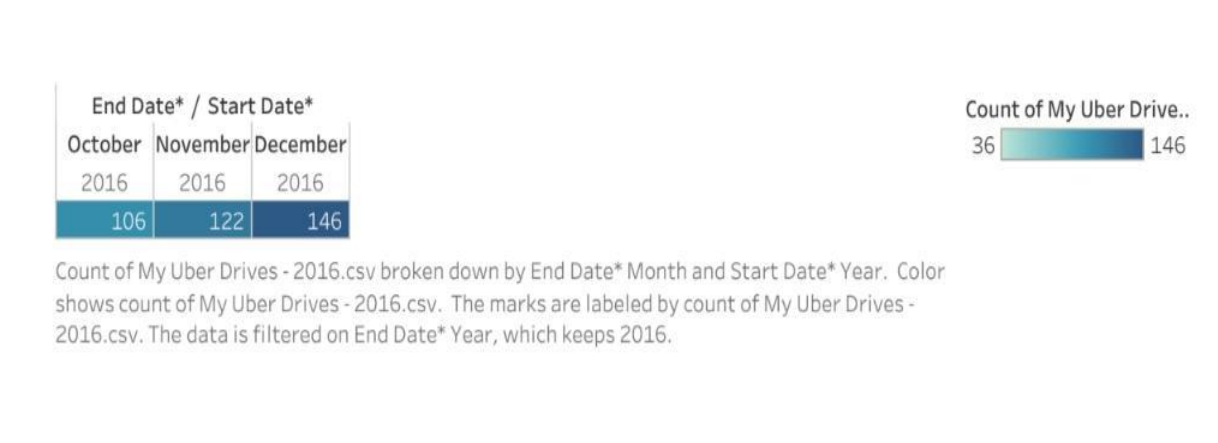 End Date* / Start Date*
October November December
2016 2016 2016
106 122 146
Count of My Uber Drive..
36 146
Count of My Uber Drives - 2016.csv broken down by End Date* Month and Start Date* Year. Color
shows count of My Uber Drives - 2016.csv. The marks are labeled by count of My Uber Drives -
2016.csv. The data is filtered on End Date* Year, which keeps 2016.